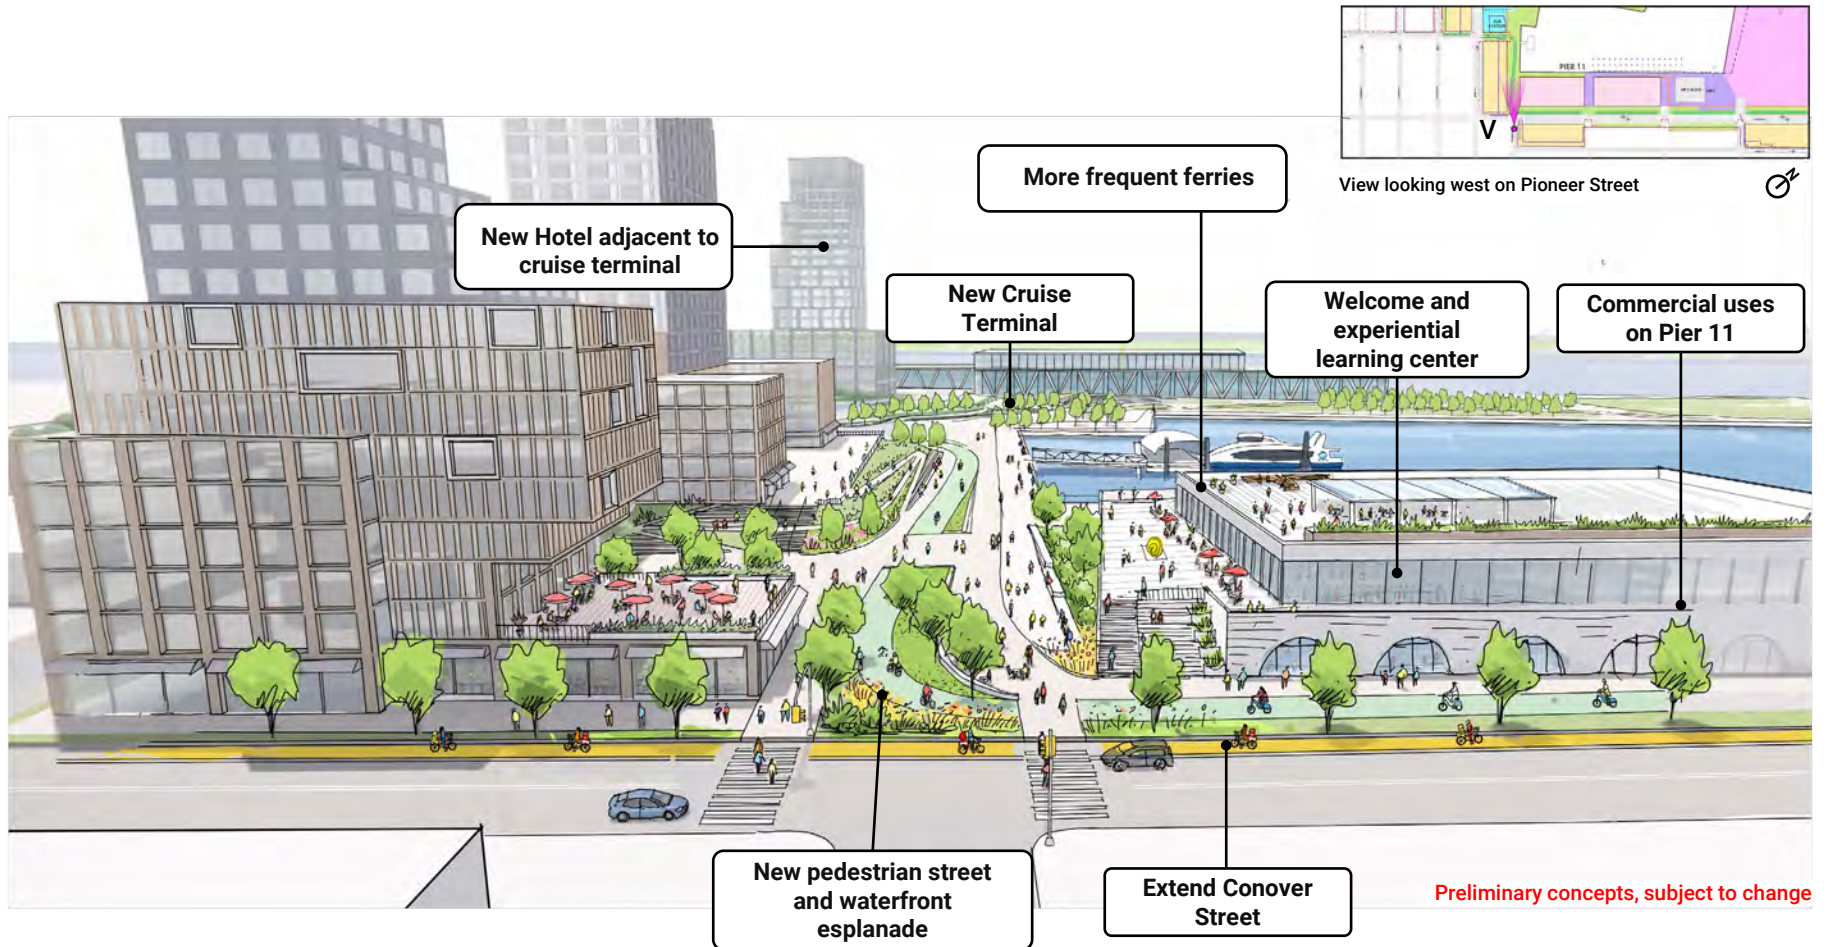 PIER 11
V
View looking west on Pioneer Street
N
More frequent ferries
New Hotel adjacent to
cruise terminal
New Cruise
Terminal
Welcome and
experiential
learning center
Commercial uses
on Pier 11
New pedestrian street
and waterfront
esplanade
Extend Conover
Street
Preliminary concepts, subject to change